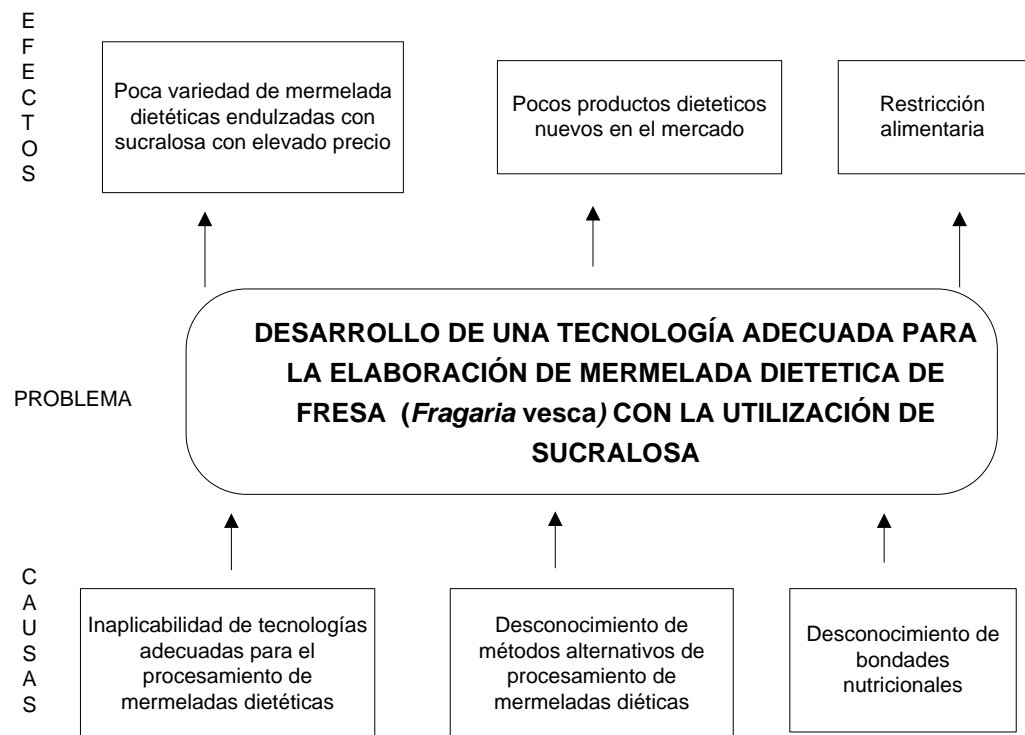 E
F
E
C
T
O
S
Poca variedad de mermelada
dietéticas endulzadas con
sucralosa con elevado precio
Pocos productos dieteticos
nuevos en el mercado
Restricción
alimentaria
PROBLEMA
DESARROLLO DE UNA TECNOLOGÍA ADECUADA PARA
LA ELABORACIÓN DE MERMELADA DIETETICA DE
FRESA (Fragaria vesca) CON LA UTILIZACIÓN DE
SUCRALOSA
C
A
U
S
A
S
Inaplicabilidad de tecnologías
adecuadas para el
procesamiento de
mermeladas dietéticas
Desconocimiento de
métodos alternativos de
procesamiento de
mermeladas diéticas
Desconocimiento de
bondades
nutricionales